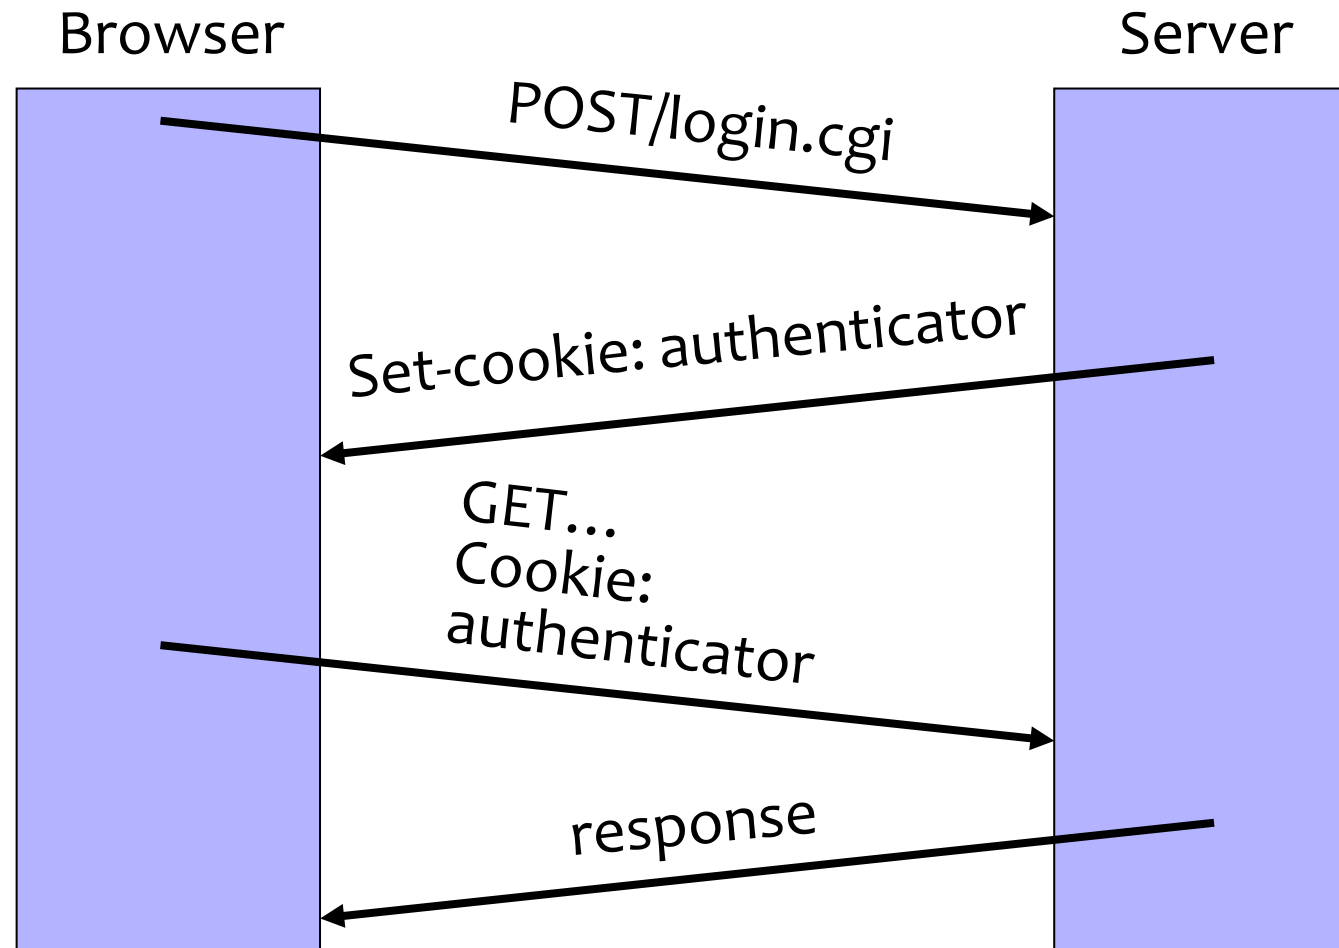 Browser
Server
POST/login.cgi
Set-cookie: authenticator
GET...
Cookie:
authenticator
response